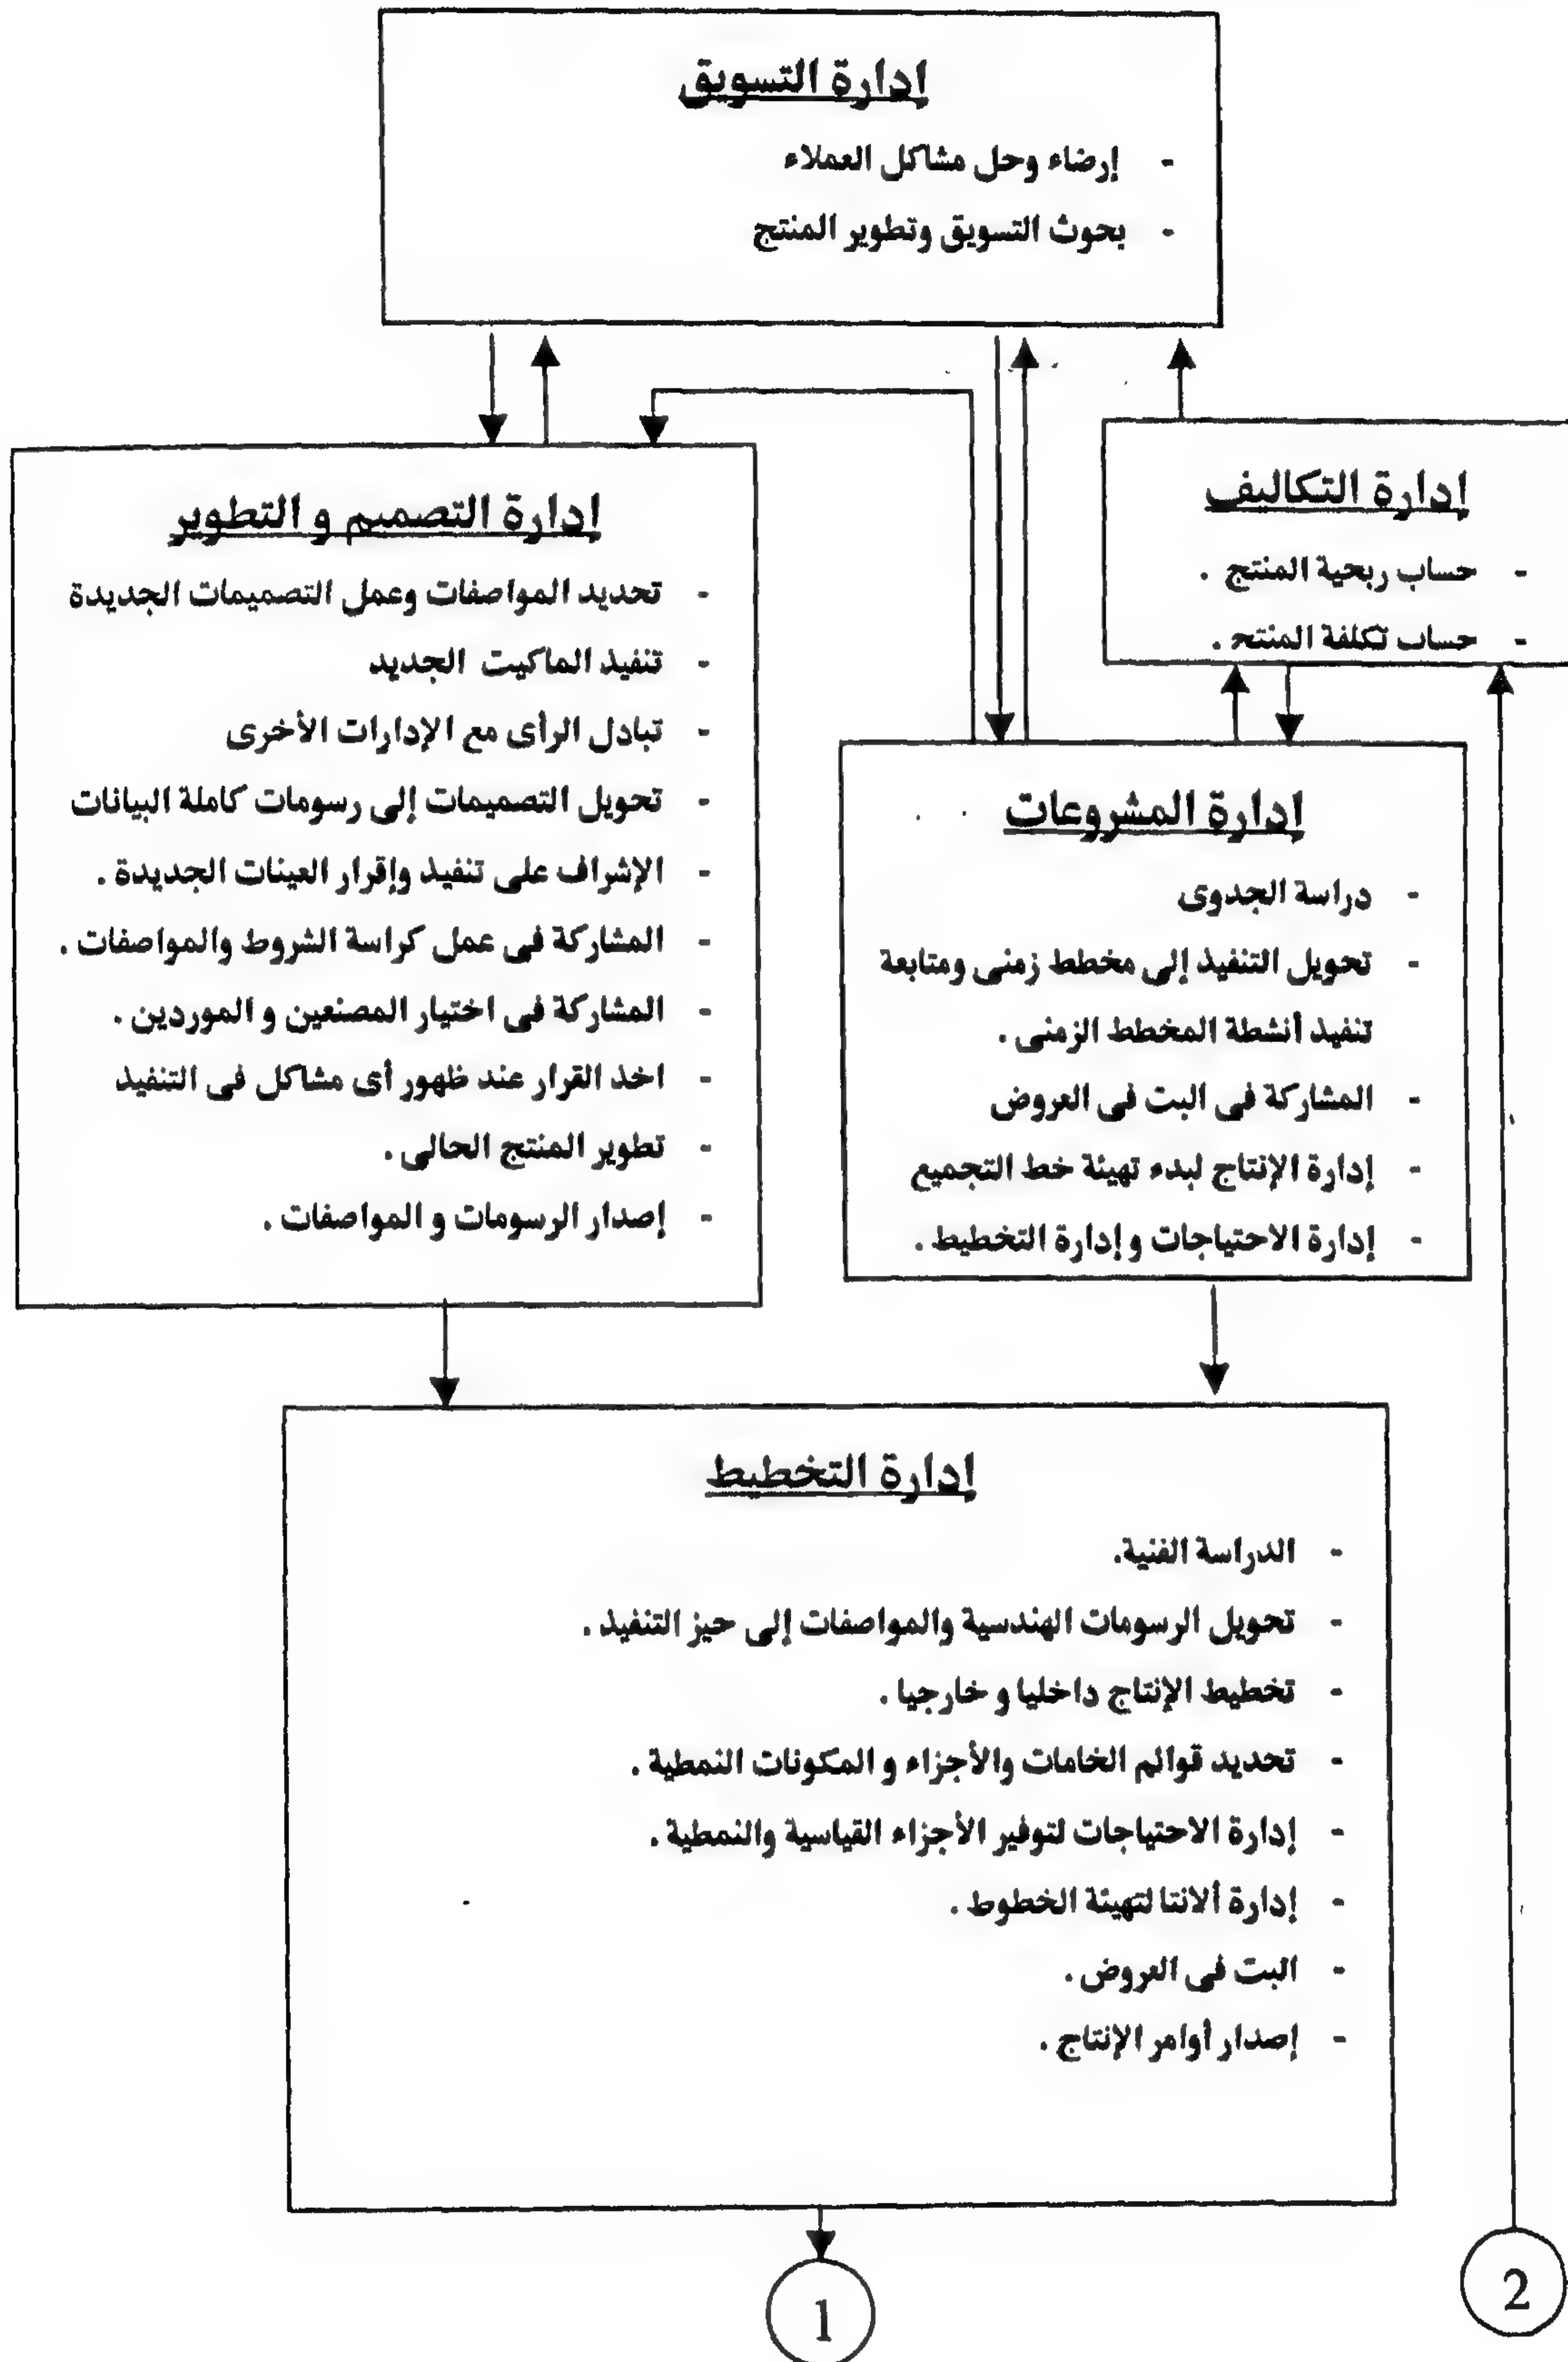 إدارة التسويق
- إرضاء وحل مشاكل العملاء
- بحوث التسويق وتطوير المنتج
إدارة التكاليف
- حساب ربحية المنتج .
- حساب تكلفة المنتج .
إدارة التصميم و التطوير
- تحديد المواصفات وعمل التصميمات الجديدة
- تنفيذ الماكيت الجديد
- تبادل الرأى مع الإدارات الأخرى
- تحويل التصميمات إلى رسومات كاملة البيانات
- الإشراف على تنفيذ وإقرار العينات الجديدة .
- المشاركة فى عمل كراسة الشروط والمواصفات .
- المشاركة فى اختيار المصنعين و الموردين .
- اخذ القرار عند ظهور أى مشاكل فى التنفيذ
- تطوير المنتج الحالى .
- إصدار الرسومات و المواصفات .
إدارة المشروعات
- دراسة الجدوى
- تحويل التنفيذ إلى مخطط زمنى ومتابعة
تنفيذ أنشطة المخطط الزمنى .
- المشاركة فى البت فى العروض
- إدارة الإنتاج لبدء تهيئة خط التجميع
- إدارة الاحتياجات و إدارة التخطيط .
إدارة التخطيط
- الدراسة الفنية.
- تحويل الرسومات الهندسية والمواصفات إلى حيز التنفيذ .
- تخطيط الإنتاج داخليا و خارجيا .
- تحديد قوائم الخامات والأجزاء و المكونات النمطية .
- إدارة الاحتياجات لتوفير الأجزاء القياسية والنمطية .
- إدارة ألانتا لتهيئة الخطوط .
- البت فى العروض .
- إصدار أوامر الإنتاج .
1
2